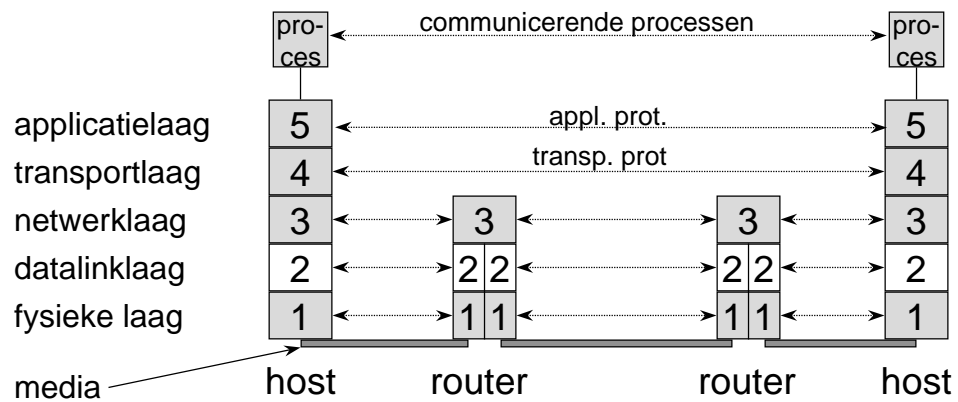 pro-
ces
communicerende processen
pro-
ces
applicatielaag 5 appl. prot. 5
transportlaag 4 transp. prot 4
netwerklaag 3 3 3 3
datalinklaag 2 2 2 2 2 2
fysieke laag 1 1 1 1 1 1
media host router router host